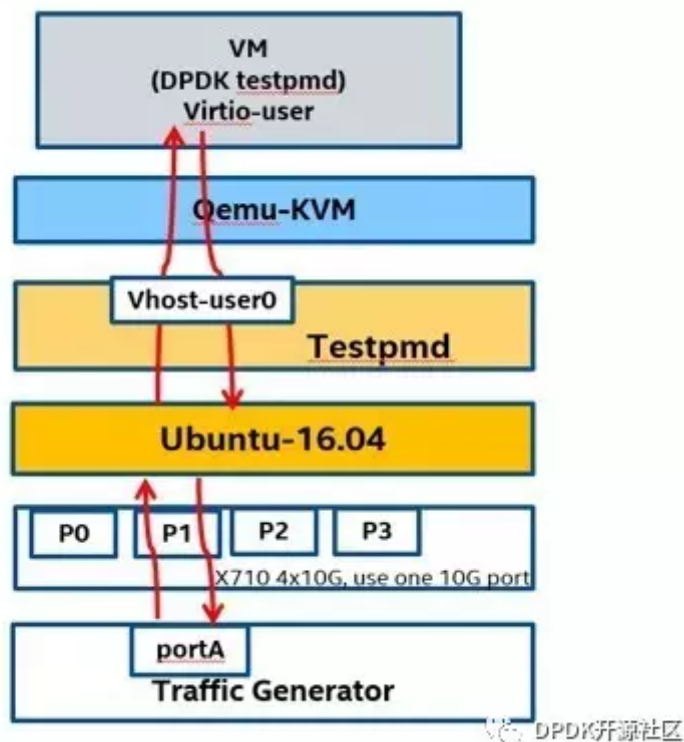 VM
(DPDK testpmd)
Virtio-user
Qemu-KVM
Vhost-user0
Testpmd
Ubuntu-16.04
P0
P1
P2
P3
X710 4x10G, use one 10G port
portA
Traffic Generator
DPDK开源社区